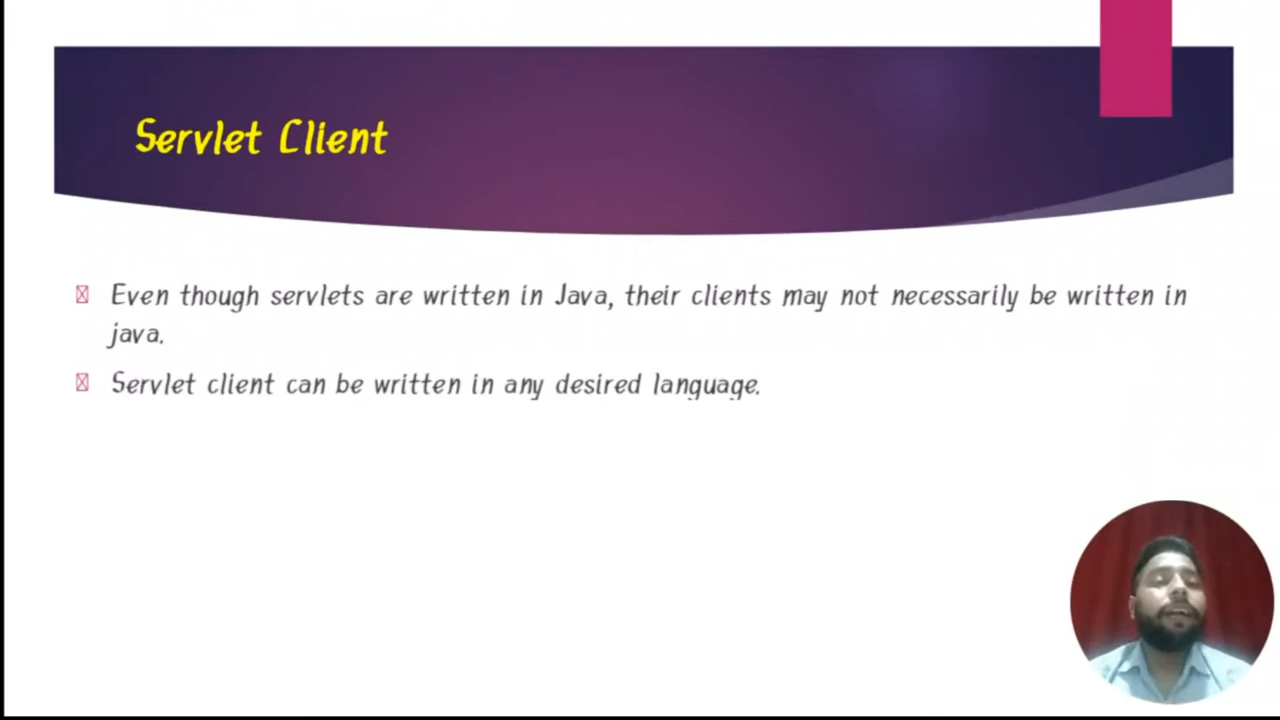 Servlet Client
Even though servlets are written in Java, their clients may not necessarily be written in
java.
Servlet client can be written in any desired language.